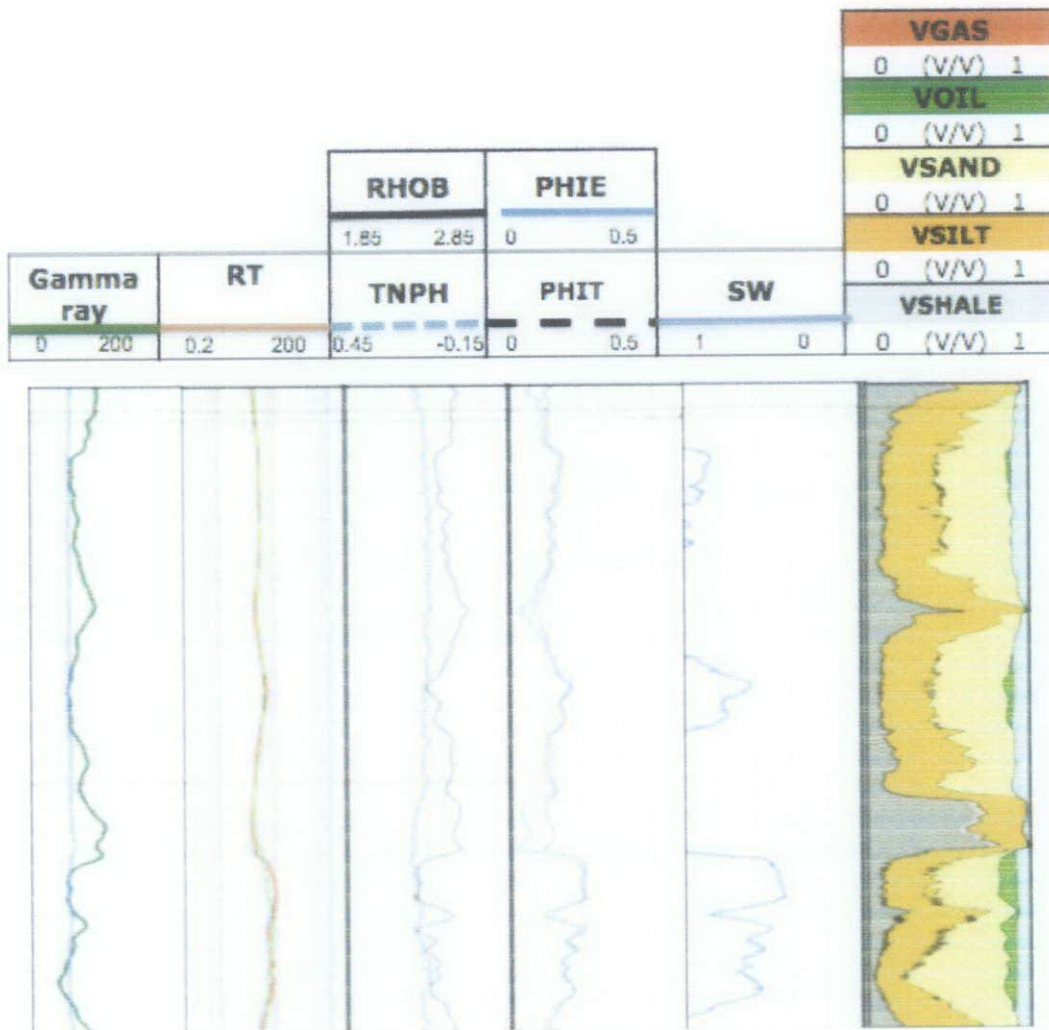 VGAS
0 (V/V) 1
VOIL
0 (V/V) 1
VSAND
0 (V/V) 1
VSILT
0 (V/V) 1
VSHALE
0 (V/V) 1
RHOB
1.85 2.85
PHIE
0 0.5
Gamma
ray
0 200
RT
0.2 200
TNPH
0.45 -0.15
PHIT
0 0.5
SW
1 0